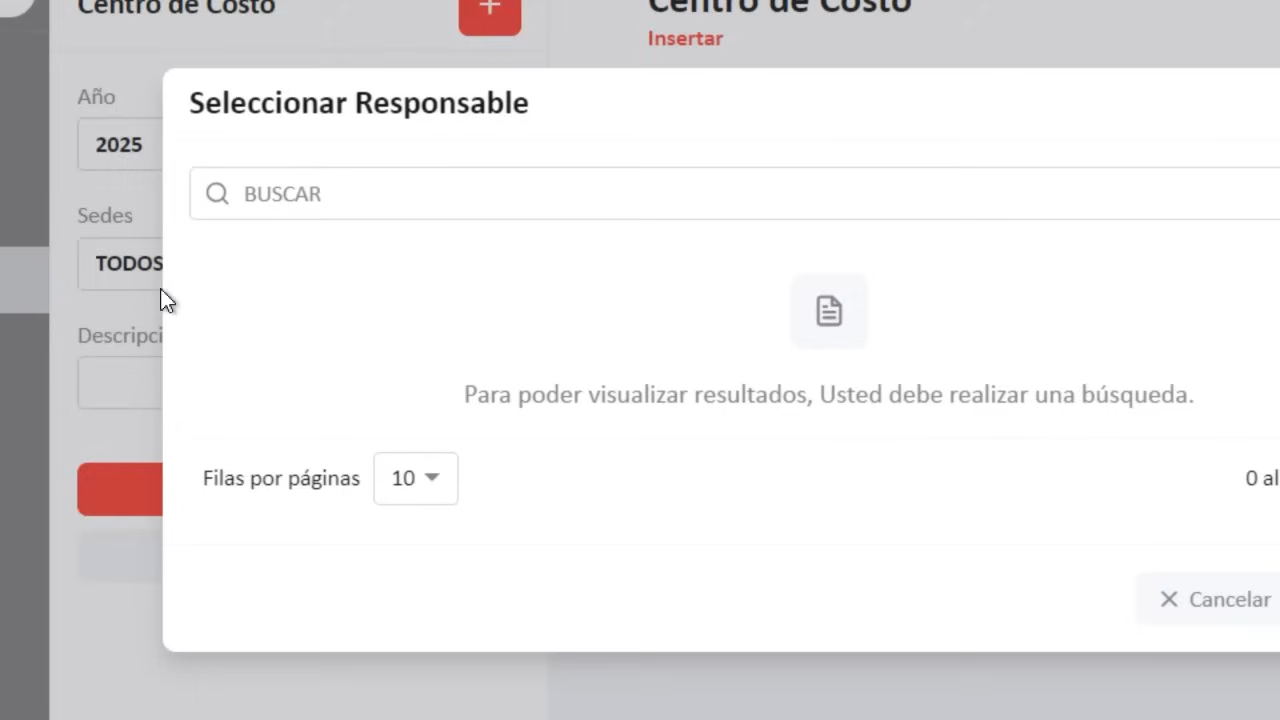 Centro de Costo
Centro de Costo
Insertar
Año
2025
Sedes
TODOS
Seleccionar Responsable
BUSCAR
Para poder visualizar resultados, Usted debe realizar una búsqueda.
Filas por páginas
10
0 al
Cancelar